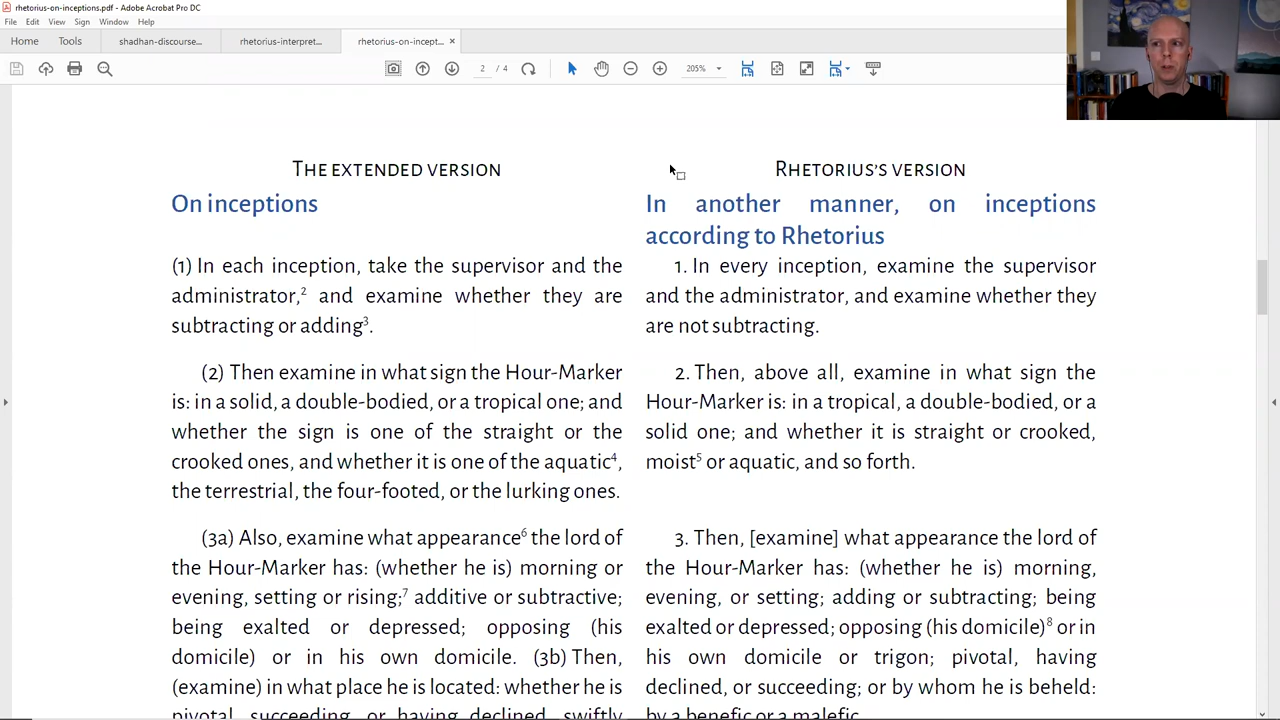 rhetorius-on-inceptions.pdf - Adobe Acrobat Pro DC
File Edit View Sign Window Help
Home Tools shadhan-discourse... rhetorius-interpret... rhetorius-on-incept... ×
2 / 4 205%
THE EXTENDED VERSION
On inceptions
(1) In each inception, take the supervisor and the
administrator,2 and examine whether they are
subtracting or adding3.
(2) Then examine in what sign the Hour-Marker
is: in a solid, a double-bodied, or a tropical one; and
whether the sign is one of the straight or the
crooked ones, and whether it is one of the aquatic4,
the terrestrial, the four-footed, or the lurking ones.
(3a) Also, examine what appearance6 the lord of
the Hour-Marker has: (whether he is) morning or
evening, setting or rising;7 additive or subtractive;
being exalted or depressed; opposing (his
domicile) or in his own domicile. (3b) Then,
(examine) in what place he is located: whether he is
pivotal, succeeding, or having declined, swiftly
RHETORIUS'S VERSION
In another manner, on inceptions
according to Rhetorius
1. In every inception, examine the supervisor
and the administrator, and examine whether they
are not subtracting.
2. Then, above all, examine in what sign the
Hour-Marker is: in a tropical, a double-bodied, or a
solid one; and whether it is straight or crooked,
moist5 or aquatic, and so forth.
3. Then, [examine] what appearance the lord of
the Hour-Marker has: (whether he is) morning,
evening, or setting; adding or subtracting; being
exalted or depressed; opposing (his domicile)8 or in
his own domicile or trigon; pivotal, having
declined, or succeeding; or by whom he is beheld:
by a benefic or a malefic.